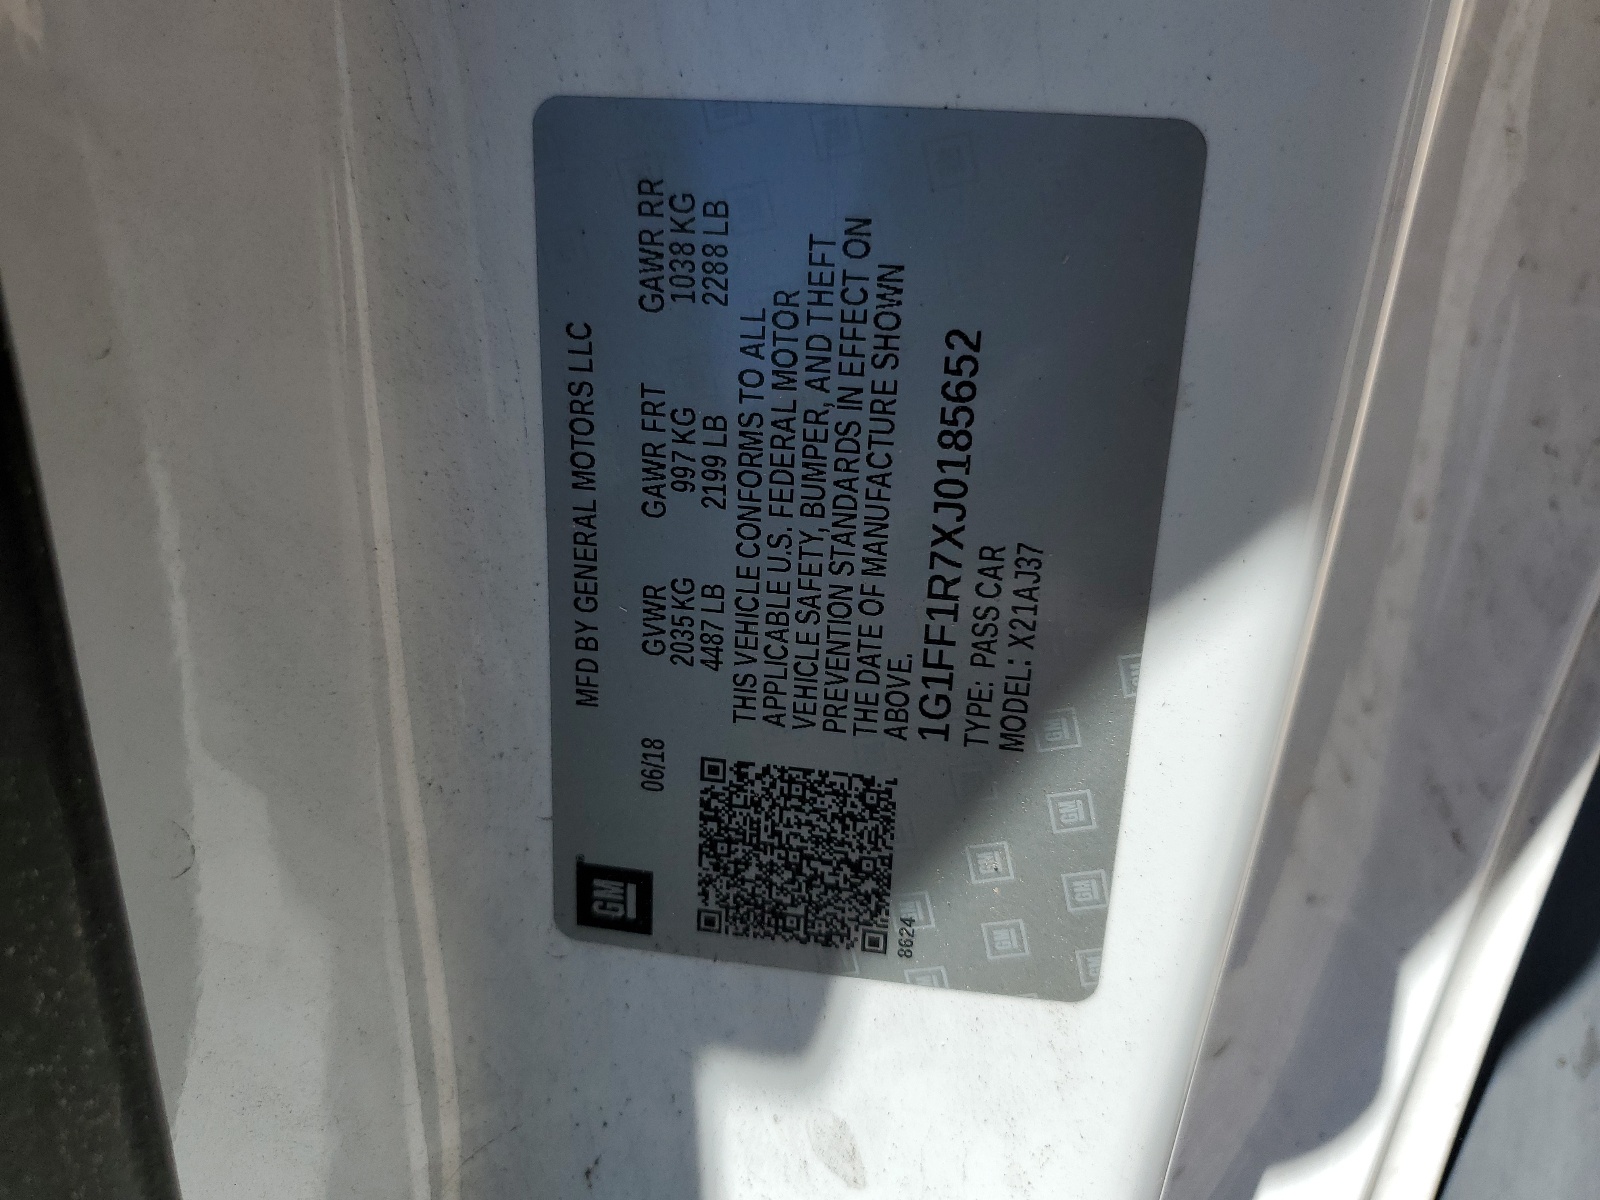 GM
MFD BY GENERAL MOTORS LLC
06/18
GVWR GAWR FRT GAWR RR
2035 KG 997 KG 1038 KG
4487 LB 2199 LB 2288 LB
THIS VEHICLE CONFORMS TO ALL
APPLICABLE U.S. FEDERAL MOTOR
VEHICLE SAFETY, BUMPER, AND THEFT
PREVENTION STANDARDS IN EFFECT ON
THE DATE OF MANUFACTURE SHOWN
ABOVE.
8624
1G1FF1R7XJ0185652
TYPE: PASS CAR
MODEL: X21AJ37